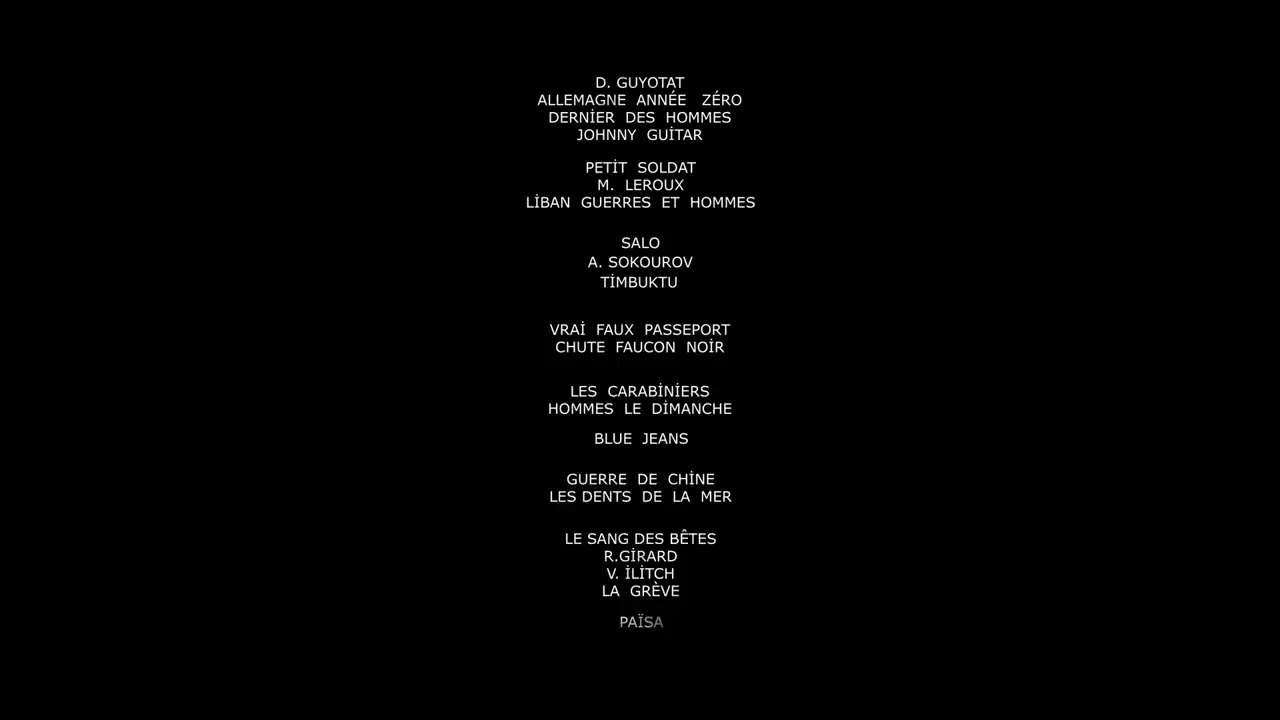 D. GUYOTAT
ALLEMAGNE ANNÉE ZÉRO
DERNİER DES HOMMES
JOHNNY GUİTAR
PETİT SOLDAT
M. LEROUX
LİBAN GUERRES ET HOMMES
SALO
A. SOKOUROV
TİMBUKTU
VRAİ FAUX PASSEPORT
CHUTE FAUCON NOİR
LES CARABİNİERS
HOMMES LE DİMANCHE
BLUE JEANS
GUERRE DE CHİNE
LES DENTS DE LA MER
LE SANG DES BÊTES
R.GİRARD
V. İLİTCH
LA GRÈVE
PAÏSA